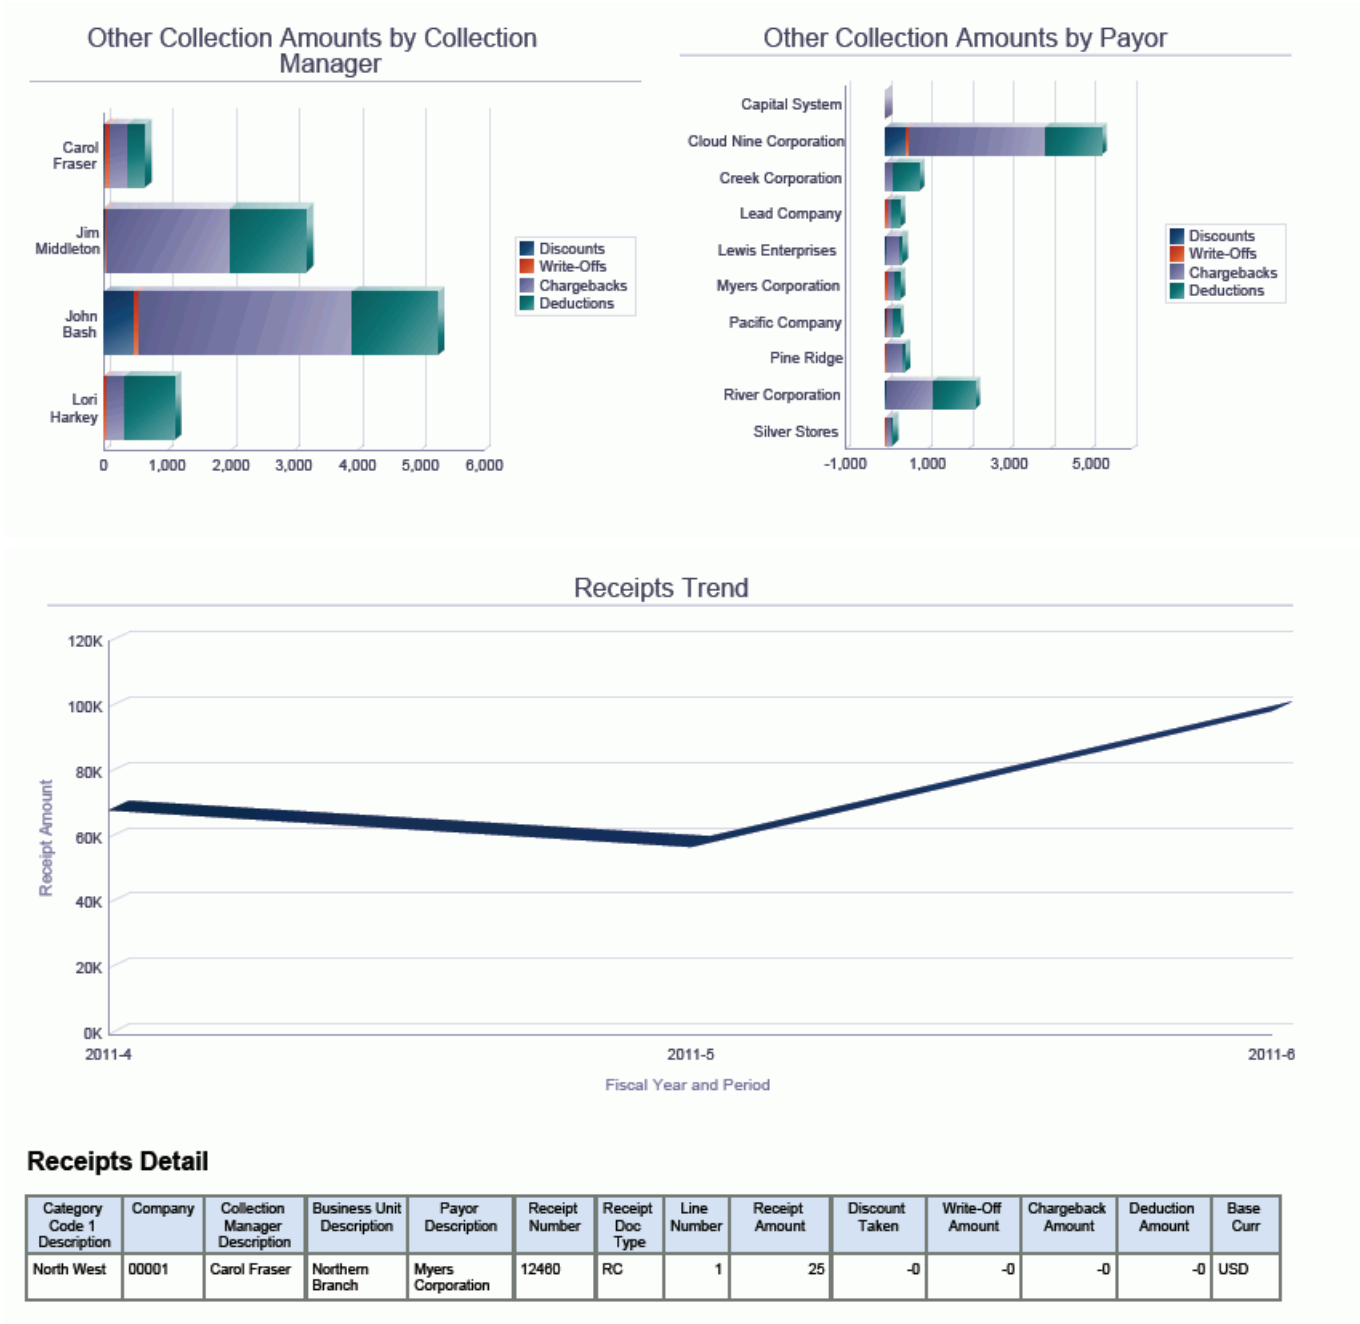 Other Collection Amounts by Collection
Manager
Carol
Fraser
Jim
Middleton
John
Bash
Lori
Harkey
0 1,000 2,000 3,000 4,000 5,000 6,000
Discounts
Write-Offs
Chargebacks
Deductions
Other Collection Amounts by Payor
Capital System
Cloud Nine Corporation
Creek Corporation
Lead Company
Lewis Enterprises
Myers Corporation
Pacific Company
Pine Ridge
River Corporation
Silver Stores
-1,000 1,000 3,000 5,000
Discounts
Write-Offs
Chargebacks
Deductions
Receipts Trend
120K
100K
80K
60K
40K
20K
0K
Receipt Amount
2011-4 2011-5 2011-6
Fiscal Year and Period
Receipts Detail
Category Code 1 Description Company Collection Manager Description Business Unit Description Payor Description Receipt Number Receipt Doc Type Line Number Receipt Amount Discount Taken Write-Off Amount Chargeback Amount Deduction Amount Base Curr
North West 00001 Carol Fraser Northern Branch Myers Corporation 12460 RC 1 25 -0 -0 -0 -0 USD